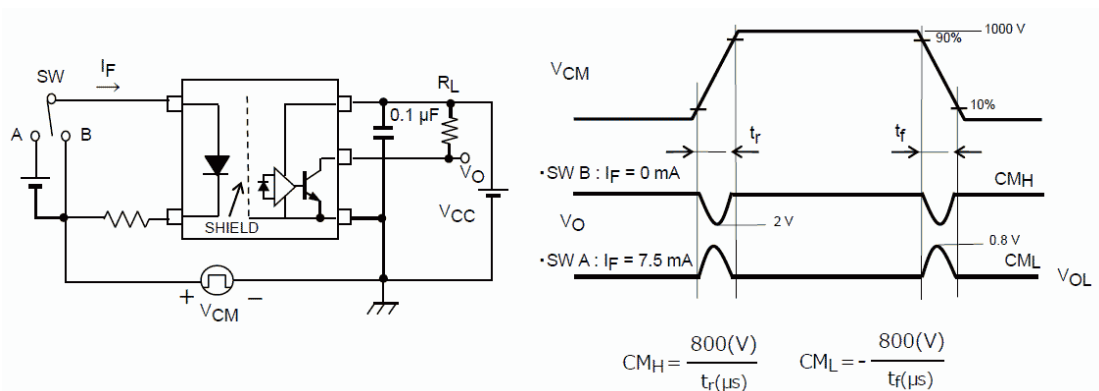 SW
I_F
A
B
SHIELD
+
V_CM
−
0.1 µF
R_L
V_O
V_CC
V_CM
1000 V
90%
10%
t_r
t_f
・SW B : I_F = 0 mA
CM_H
V_O
2 V
0.8 V
・SW A : I_F = 7.5 mA
CM_L
V_OL
CM_H = 800(V) / t_r(µs)
CM_L = - 800(V) / t_f(µs)